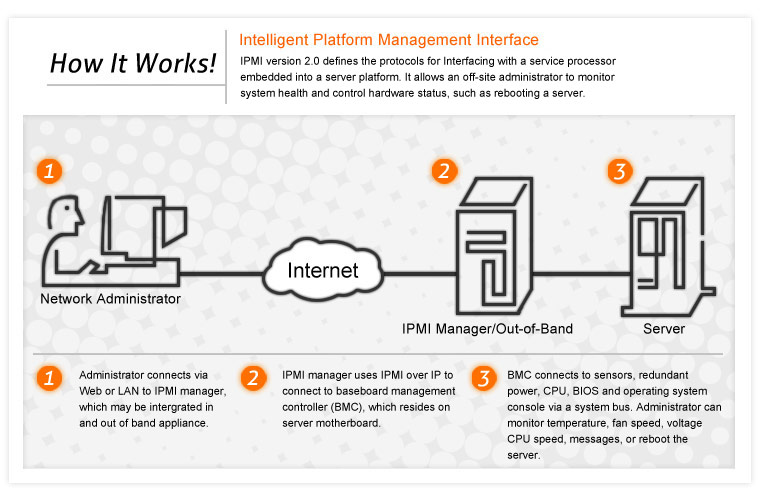 How It Works!
Intelligent Platform Management Interface
IPMI version 2.0 defines the protocols for Interfacing with a service processor
embedded into a server platform. It allows an off-site administrator to monitor
system health and control hardware status, such as rebooting a server.
1
2
3
Internet
Network Administrator
IPMI Manager/Out-of-Band
Server
1
Administrator connects via
Web or LAN to IPMI manager,
which may be intergrated in
and out of band appliance.
2
IPMI manager uses IPMI over IP to
connect to baseboard management
controller (BMC), which resides on
server motherboard.
3
BMC connects to sensors, redundant
power, CPU, BIOS and operating system
console via a system bus. Administrator can
monitor temperature, fan speed, voltage
CPU speed, messages, or reboot the
server.